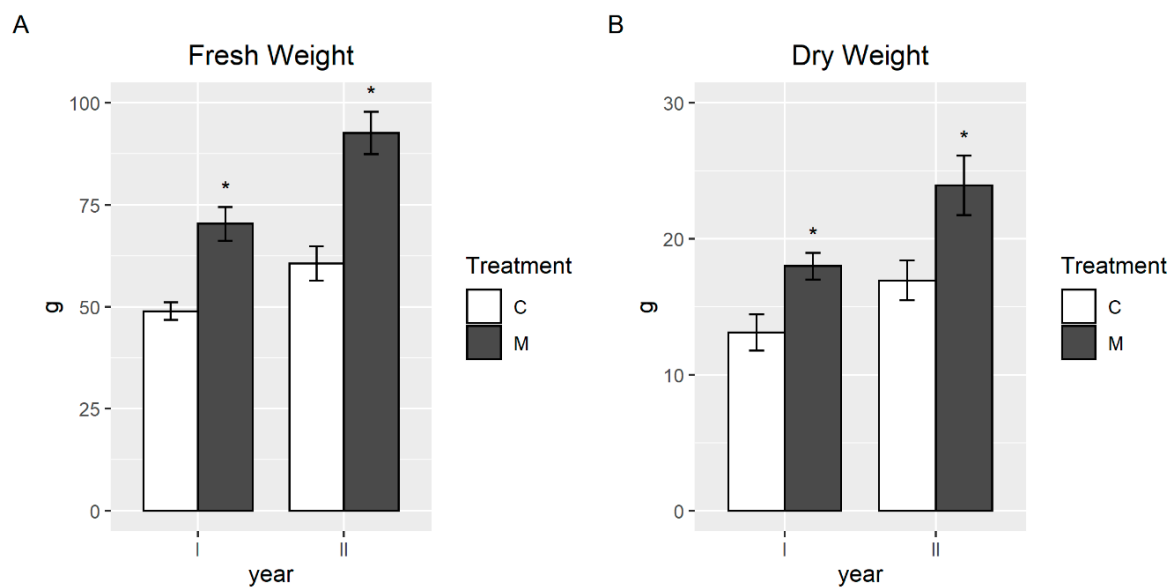 A
Fresh Weight
100
75
50
25
0
g
*
*
I
II
year
Treatment
C
M
B
Dry Weight
30
20
10
0
g
*
*
I
II
year
Treatment
C
M